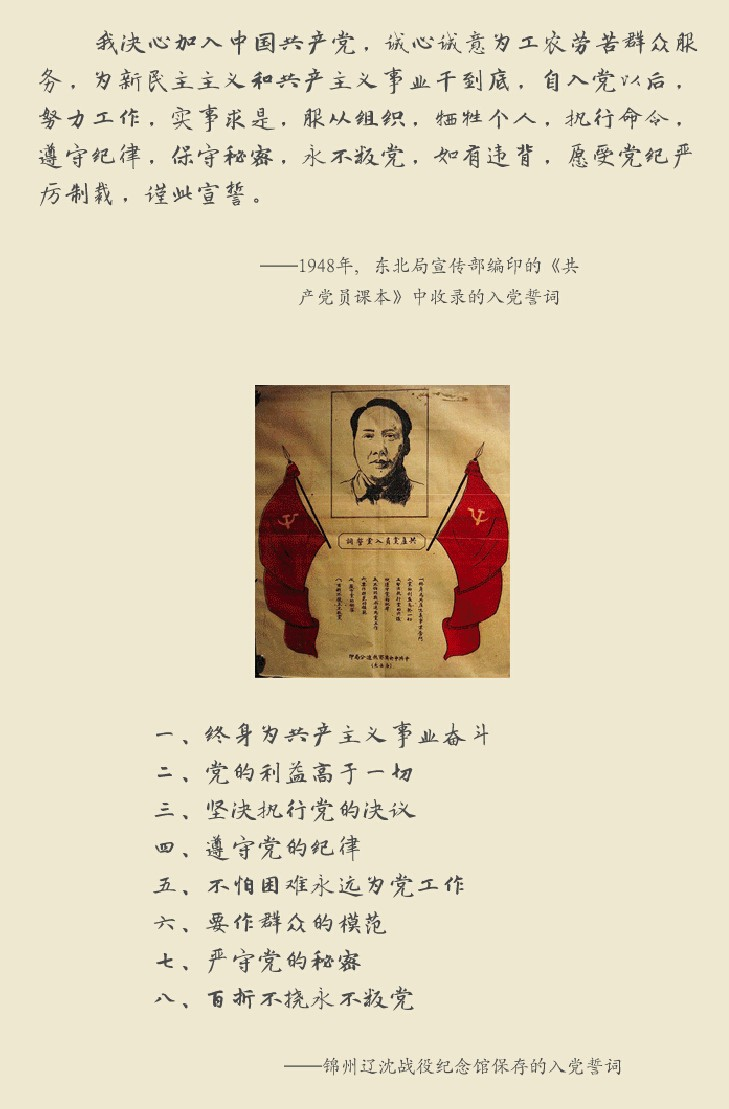 我决心加入中国共产党，诚心诚意为工农劳苦群众服
务，为新民主主义和共产主义事业干到底，自入党以后，
努力工作，实事求是，服从组织，牺牲个人，执行命令，
遵守纪律，保守秘密，永不叛党，如有违背，愿受党纪严
厉制裁，谨此宣誓。
——1948年，东北局宣传部编印的《共
产党员课本》中收录的入党誓词
詞誓黨入員產共
一、终身为共产主义事业奋斗
二、党的利益高于一切
三、坚决执行党的决议
四、遵守党的纪律
五、不怕困难永远为党工作
六、要作群众的模范
七、严守党的秘密
八、百折不挠永不叛党
——锦州辽沈战役纪念馆保存的入党誓词